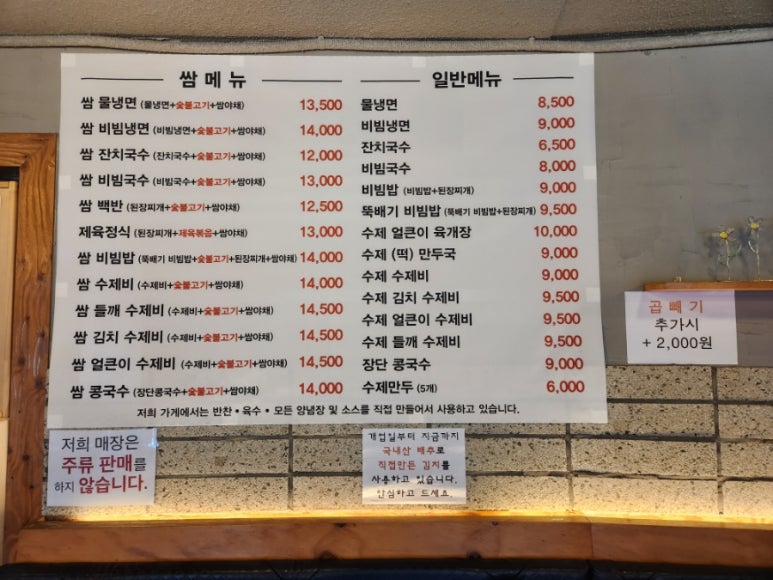 쌈 메 뉴
쌈 물냉면 (물냉면+숯불고기+쌈야채) 13,500
쌈 비빔냉면 (비빔냉면+숯불고기+쌈야채) 14,000
쌈 잔치국수 (잔치국수+숯불고기+쌈야채) 12,000
쌈 비빔국수 (비빔국수+숯불고기+쌈야채) 13,000
쌈 백반 (된장찌개+숯불고기+쌈야채) 12,500
제육정식 (된장찌개+제육볶음+쌈야채) 13,000
쌈 비빔밥 (뚝배기 비빔밥+숯불고기+된장찌개+쌈야채) 14,000
쌈 수제비 (수제비+숯불고기+쌈야채) 14,000
쌈 들깨 수제비 (수제비+숯불고기+쌈야채) 14,500
쌈 김치 수제비 (수제비+숯불고기+쌈야채) 14,500
쌈 얼큰이 수제비 (수제비+숯불고기+쌈야채) 14,500
쌈 콩국수 (장단콩국수+숯불고기+쌈야채) 14,000
일반메뉴
물냉면 8,500
비빔냉면 9,000
잔치국수 6,500
비빔국수 8,000
비빔밥 (비빔밥+된장찌개) 9,000
뚝배기 비빔밥 (뚝배기 비빔밥+된장찌개) 9,500
수제 얼큰이 육개장 10,000
수제 (떡) 만두국 9,000
수제 수제비 9,000
수제 김치 수제비 9,500
수제 얼큰이 수제비 9,500
수제 들깨 수제비 9,500
장단 콩국수 9,000
수제만두 (5개) 6,000
저희 가게에서는 반찬 • 육수 • 모든 양념장 및 소스를 직접 만들어서 사용하고 있습니다.
곱 빼 기
추가시
+ 2,000원
저희 매장은
주류 판매를
하지 않습니다.
개업일부터 지금까지
국내산 배추로
직접만든 김치를
사용하고 있습니다.
안심하고 드세요.